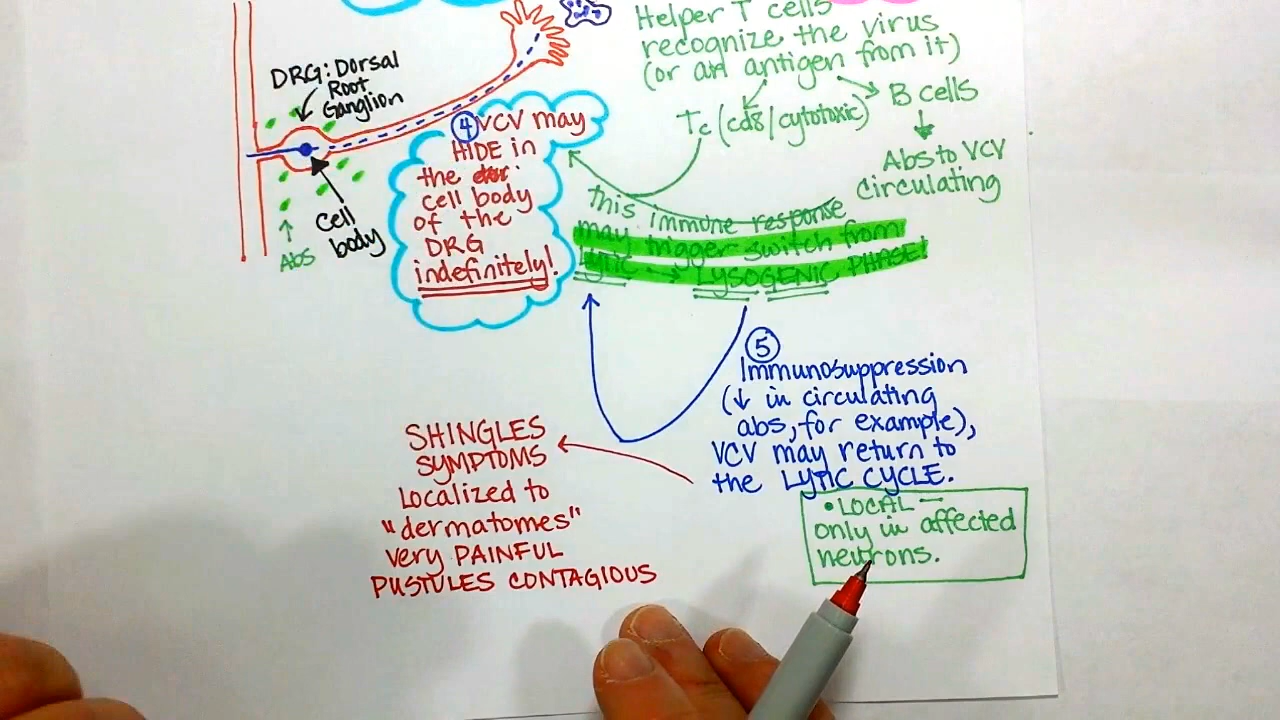 Helper T cells
recognize the virus
(or an antigen from it)
Tc (cd8/cytotoxic)
B cells
Abs to VCV
circulating
This immune response
may trigger switch from
LYTIC → LYSOGENIC PHASE!
DRG: Dorsal
Root
Ganglion
cell
body
Abs
④ VCV may
HIDE in
the
cell body
of the
DRG
indefinitely!
⑤
Immunosuppression
(↓ in circulating
abs, for example),
VCV may return to
the LYTIC CYCLE.
• LOCAL —
only in affected
neurons.
SHINGLES
SYMPTOMS
Localized to
"dermatomes"
very PAINFUL
PUSTULES CONTAGIOUS